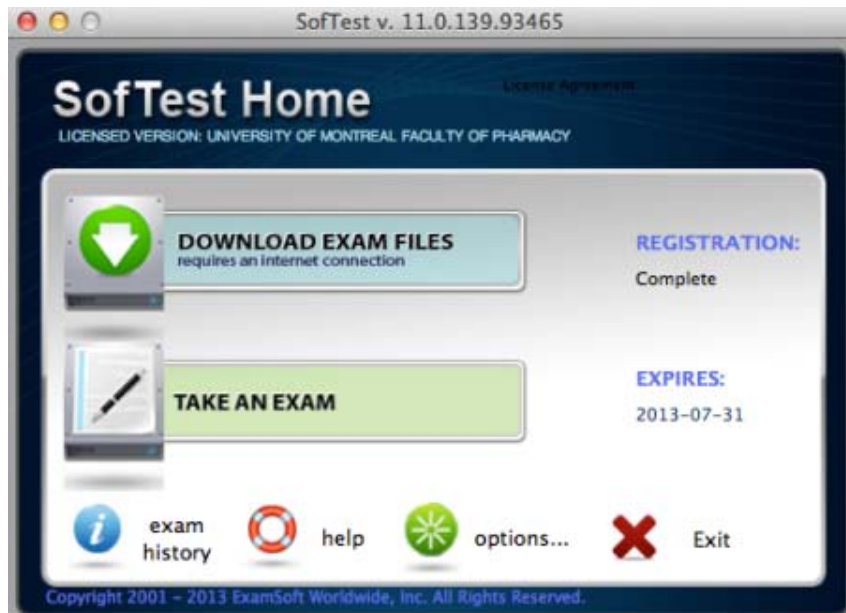 SofTest v. 11.0.139.93465
SofTest Home
License Agreement
LICENSED VERSION: UNIVERSITY OF MONTREAL FACULTY OF PHARMACY
DOWNLOAD EXAM FILES
requires an internet connection
REGISTRATION:
Complete
TAKE AN EXAM
EXPIRES:
2013-07-31
exam
history
help
options...
Exit
Copyright 2001 - 2013 ExamSoft Worldwide, Inc. All Rights Reserved.